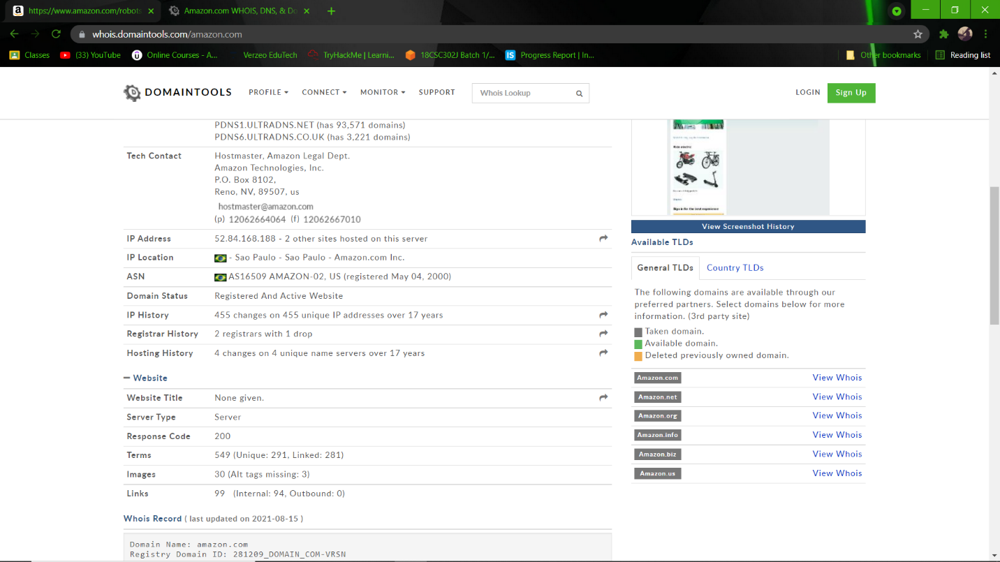 https://www.amazon.com/robots
Amazon.com WHOIS, DNS, & Do
whois.domaintools.com/amazon.com
Classes
(33) YouTube
Online Courses - A...
Verzeo EduTech
TryHackMe | Learni...
18CSC302J Batch 1/...
Progress Report | In...
Other bookmarks
Reading list
DOMAINTOOLS
PROFILE
CONNECT
MONITOR
SUPPORT
Whois Lookup
LOGIN
Sign Up
PDNS1.ULTRADNS.NET (has 93,571 domains)
PDNS6.ULTRADNS.CO.UK (has 3,221 domains)
Tech Contact
Hostmaster, Amazon Legal Dept.
Amazon Technologies, Inc.
P.O. Box 8102,
Reno, NV, 89507, us
hostmaster@amazon.com
(p) 12062664064 (f) 12062667010
IP Address 52.84.168.188 - 2 other sites hosted on this server
IP Location - Sao Paulo - Sao Paulo - Amazon.com Inc.
ASN AS16509 AMAZON-02, US (registered May 04, 2000)
Domain Status Registered And Active Website
IP History 455 changes on 455 unique IP addresses over 17 years
Registrar History 2 registrars with 1 drop
Hosting History 4 changes on 4 unique name servers over 17 years
Website
Website Title None given.
Server Type Server
Response Code 200
Terms 549 (Unique: 291, Linked: 281)
Images 30 (Alt tags missing: 3)
Links 99 (Internal: 94, Outbound: 0)
Whois Record ( last updated on 2021-08-15 )
Domain Name: amazon.com
Registry Domain ID: 281209_DOMAIN_COM-VRSN
Ride electric
Sign in for the best experience
View Screenshot History
Available TLDs
General TLDs
Country TLDs
The following domains are available through our
preferred partners. Select domains below for more
information. (3rd party site)
Taken domain.
Available domain.
Deleted previously owned domain.
Amazon.com View Whois
Amazon.net View Whois
Amazon.org View Whois
Amazon.info View Whois
Amazon.biz View Whois
Amazon.us View Whois